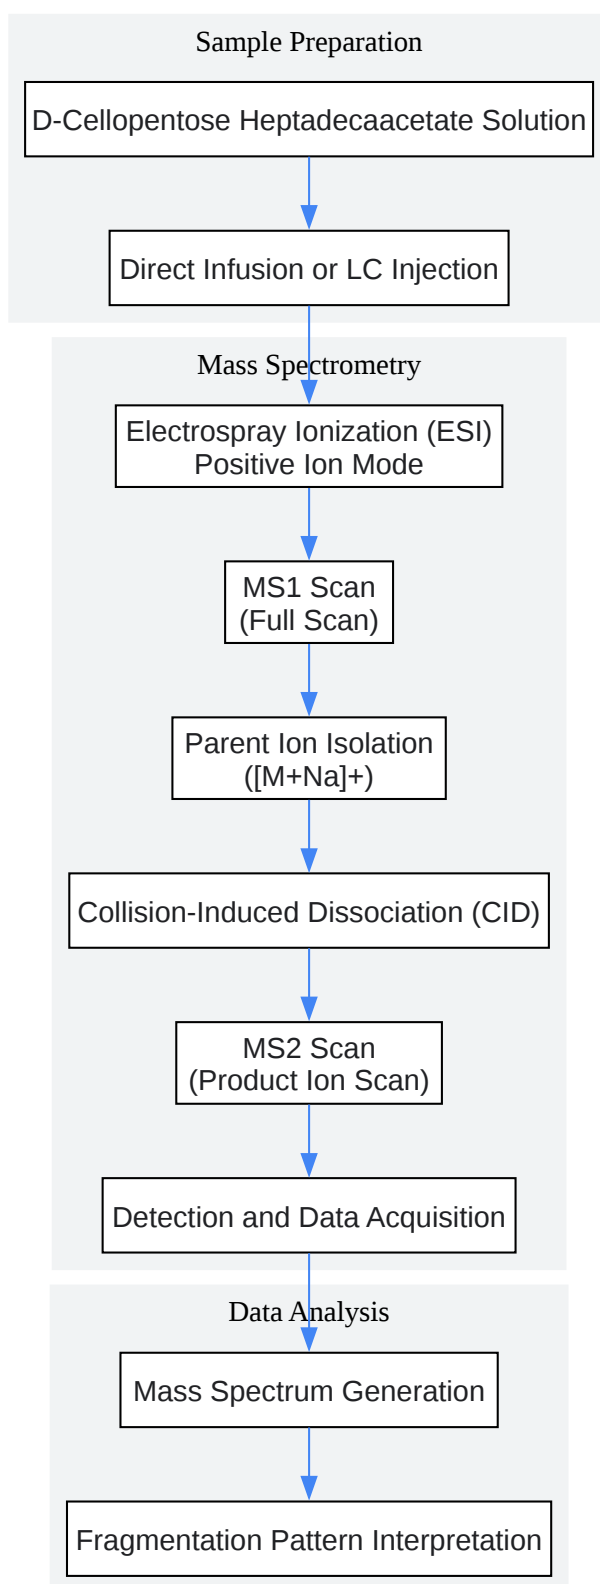 Sample Preparation
D-Cellopentose Heptadecaacetate Solution
Direct Infusion or LC Injection
Mass Spectrometry
Electrospray Ionization (ESI)
Positive Ion Mode
MS1 Scan
(Full Scan)
Parent Ion Isolation
([M+Na]+)
Collision-Induced Dissociation (CID)
MS2 Scan
(Product Ion Scan)
Detection and Data Acquisition
Data Analysis
Mass Spectrum Generation
Fragmentation Pattern Interpretation